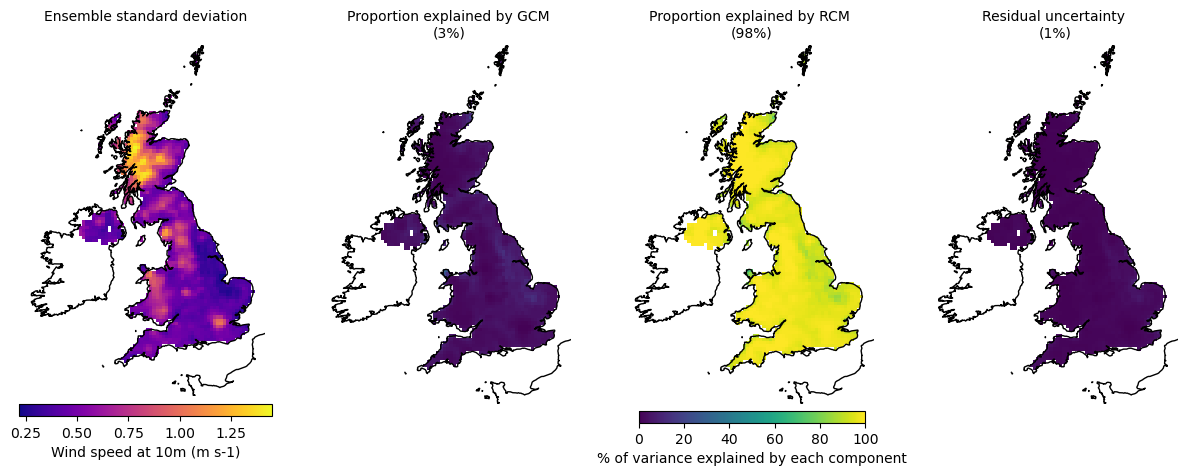 Ensemble standard deviation
Proportion explained by GCM
(3%)
Proportion explained by RCM
(98%)
Residual uncertainty
(1%)
0.25 0.50 0.75 1.00 1.25
Wind speed at 10m (m s-1)
0 20 40 60 80 100
% of variance explained by each component